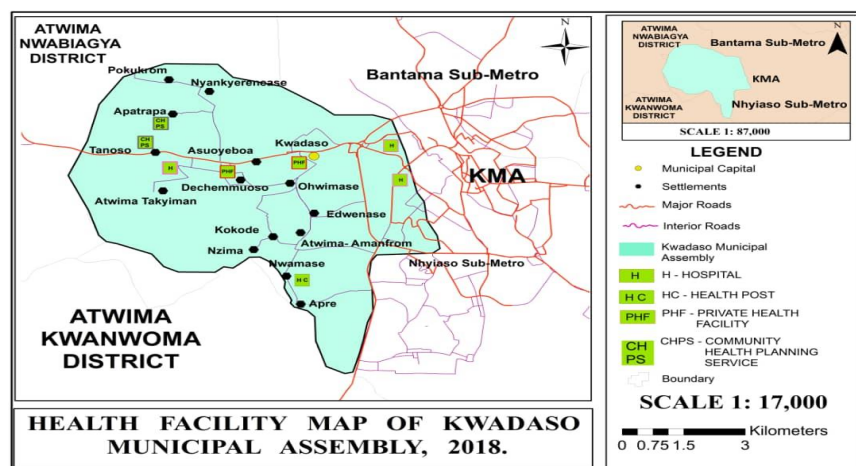 ATWIMA
NWABIAGYA
DISTRICT
N
Pokukrom
Nyankyerenease
Bantama Sub-Metro
Apatrapa
CH
PS
CH
PS
Tanoso
Asuoyeboa
Kwadaso
H
H
PHF
PHF
H
KMA
Dechemmuoso
Ohwimase
Atwima Takyiman
Edwenase
Kokode
Atwima- Amanfrom
Nzima
Nwamase
Nhyiaso Sub-Metro
H C
Apre
ATWIMA
KWANWOMA
DISTRICT
HEALTH FACILITY MAP OF KWADASO
MUNICIPAL ASSEMBLY, 2018.
ATWIMA
NWABIAGYA
DISTRICT
N
Bantama Sub-Metro
KMA
ATWIMA
KWANWOMA
DISTRICT
Nhyiaso Sub-Metro
SCALE 1: 87,000
LEGEND
Municipal Capital
Settlements
Major Roads
Interior Roads
Kwadaso Municipal
Assembly
H H - HOSPITAL
H C HC - HEALTH POST
PHF PHF - PRIVATE HEALTH
FACILITY
CH PS CHPS - COMMUNITY
HEALTH PLANNING
SERVICE
Boundary
SCALE 1: 17,000
Kilometers
0 0.75 1.5 3